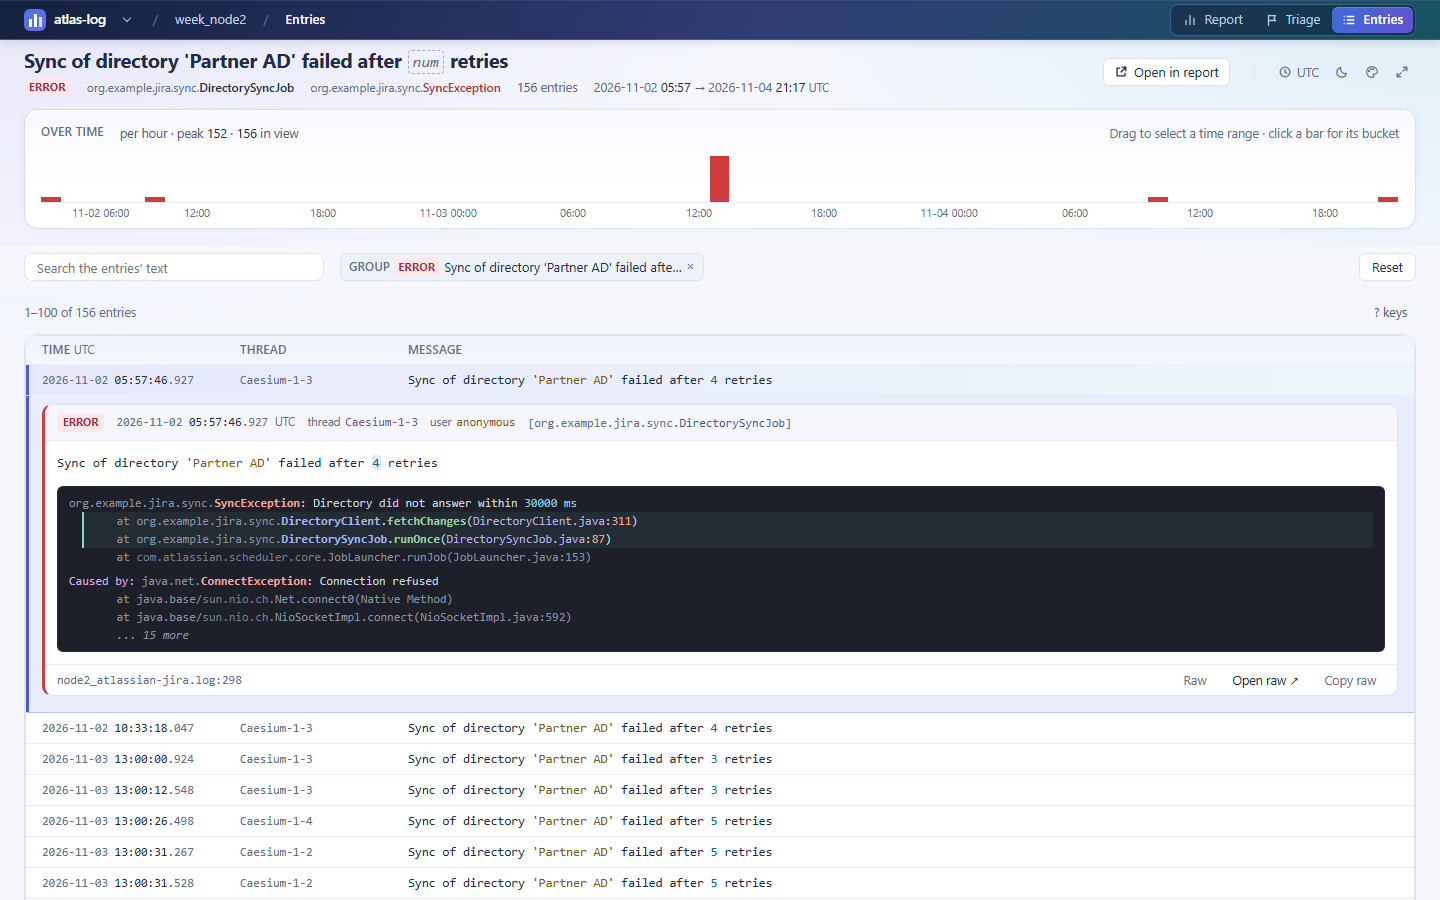 atlas-log / week_node2 / Entries Report Triage Entries
Sync of directory 'Partner AD' failed after num retries
ERROR org.example.jira.sync.DirectorySyncJob org.example.jira.sync.SyncException 156 entries 2026-11-02 05:57 → 2026-11-04 21:17 UTC
Open in report UTC
OVER TIME per hour · peak 152 · 156 in view Drag to select a time range · click a bar for its bucket
11-02 06:00 12:00 18:00 11-03 00:00 06:00 12:00 18:00 11-04 00:00 06:00 12:00 18:00
Search the entries' text GROUP ERROR Sync of directory 'Partner AD' failed afte... × Reset
1–100 of 156 entries ? keys
TIME UTC THREAD MESSAGE
2026-11-02 05:57:46.927 Caesium-1-3 Sync of directory 'Partner AD' failed after 4 retries
ERROR 2026-11-02 05:57:46.927 UTC thread Caesium-1-3 user anonymous [org.example.jira.sync.DirectorySyncJob]
Sync of directory 'Partner AD' failed after 4 retries
org.example.jira.sync.SyncException: Directory did not answer within 30000 ms
at org.example.jira.sync.DirectoryClient.fetchChanges(DirectoryClient.java:311)
at org.example.jira.sync.DirectorySyncJob.runOnce(DirectorySyncJob.java:87)
at com.atlassian.scheduler.core.JobLauncher.runJob(JobLauncher.java:153)
Caused by: java.net.ConnectException: Connection refused
at java.base/sun.nio.ch.Net.connect0(Native Method)
at java.base/sun.nio.ch.NioSocketImpl.connect(NioSocketImpl.java:592)
... 15 more
node2_atlassian-jira.log:298 Raw Open raw ↗ Copy raw
2026-11-02 10:33:18.047 Caesium-1-3 Sync of directory 'Partner AD' failed after 4 retries
2026-11-03 13:00:00.924 Caesium-1-3 Sync of directory 'Partner AD' failed after 3 retries
2026-11-03 13:00:12.548 Caesium-1-3 Sync of directory 'Partner AD' failed after 3 retries
2026-11-03 13:00:26.498 Caesium-1-4 Sync of directory 'Partner AD' failed after 5 retries
2026-11-03 13:00:31.267 Caesium-1-2 Sync of directory 'Partner AD' failed after 5 retries
2026-11-03 13:00:31.528 Caesium-1-2 Sync of directory 'Partner AD' failed after 5 retries